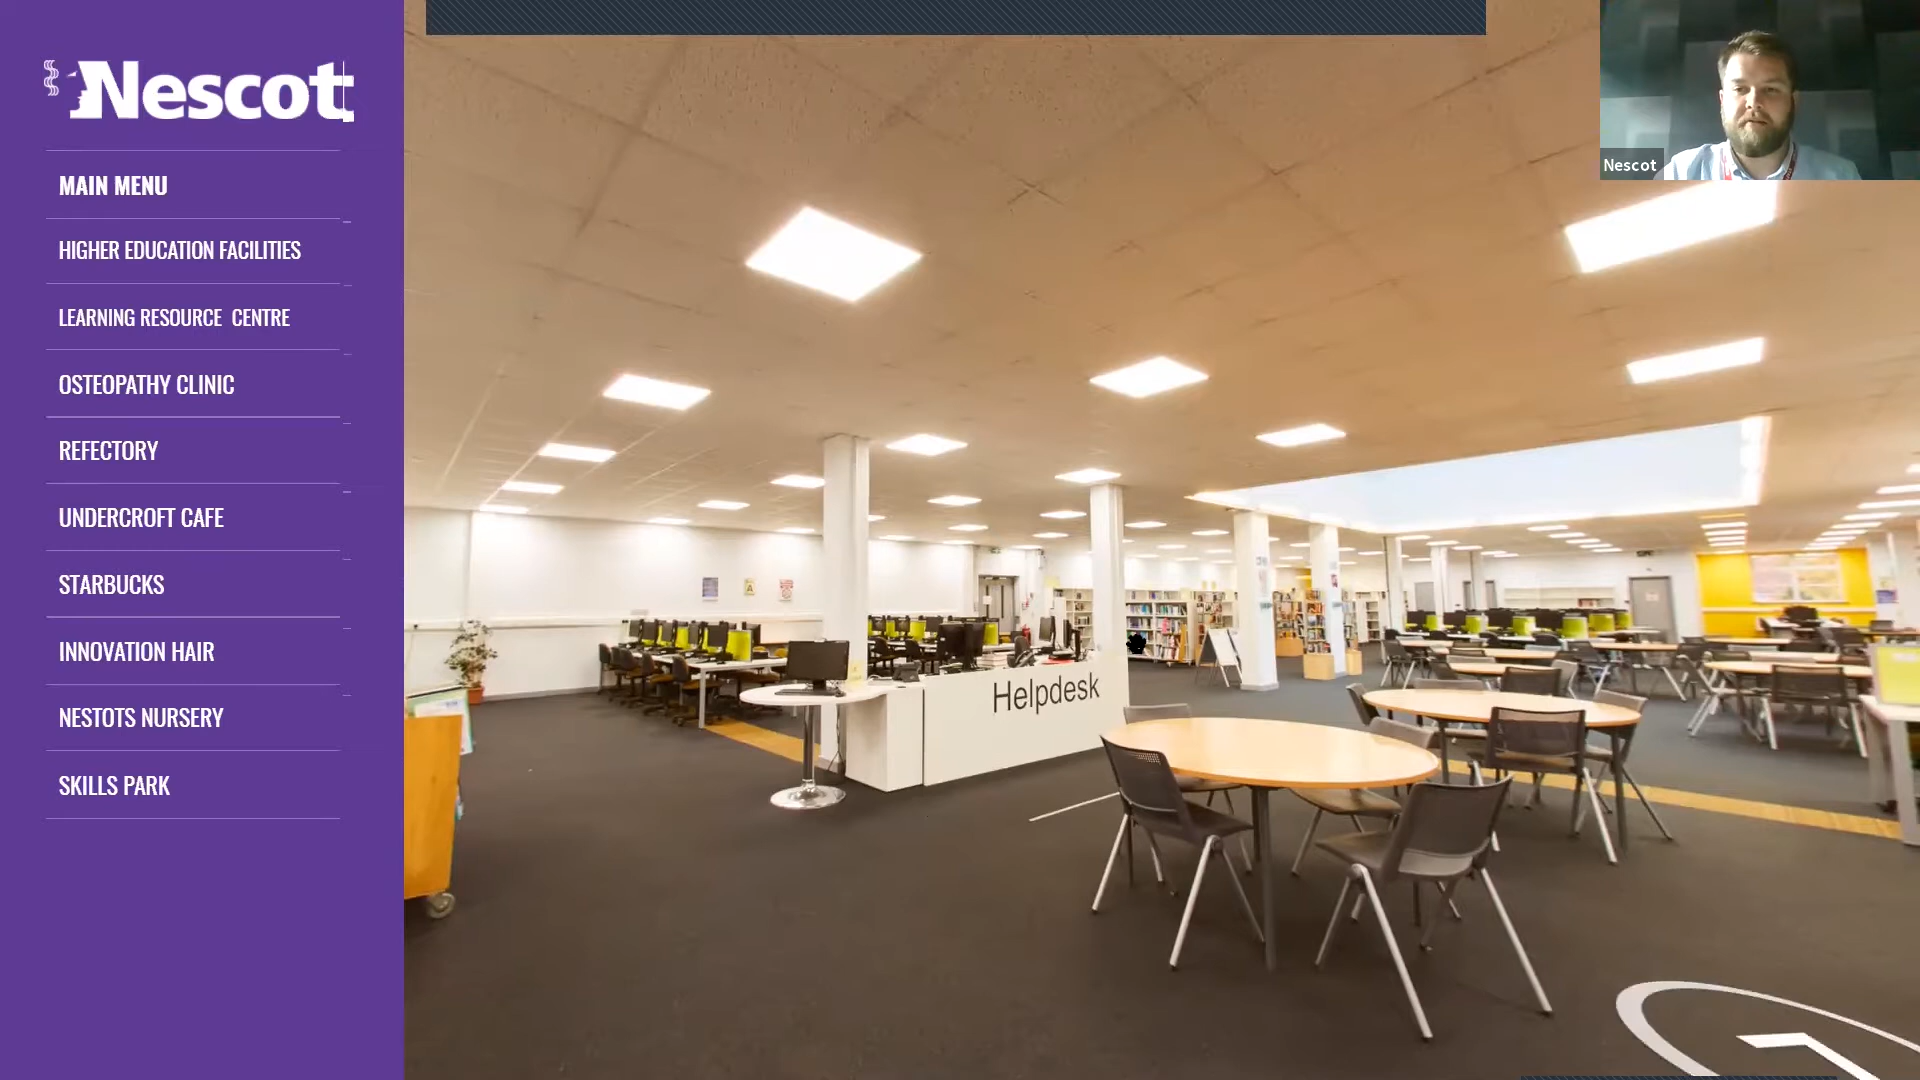 Nescot
MAIN MENU
HIGHER EDUCATION FACILITIES
LEARNING RESOURCE CENTRE
OSTEOPATHY CLINIC
REFECTORY
UNDERCROFT CAFE
STARBUCKS
INNOVATION HAIR
NESTOTS NURSERY
SKILLS PARK
Helpdesk
Nescot